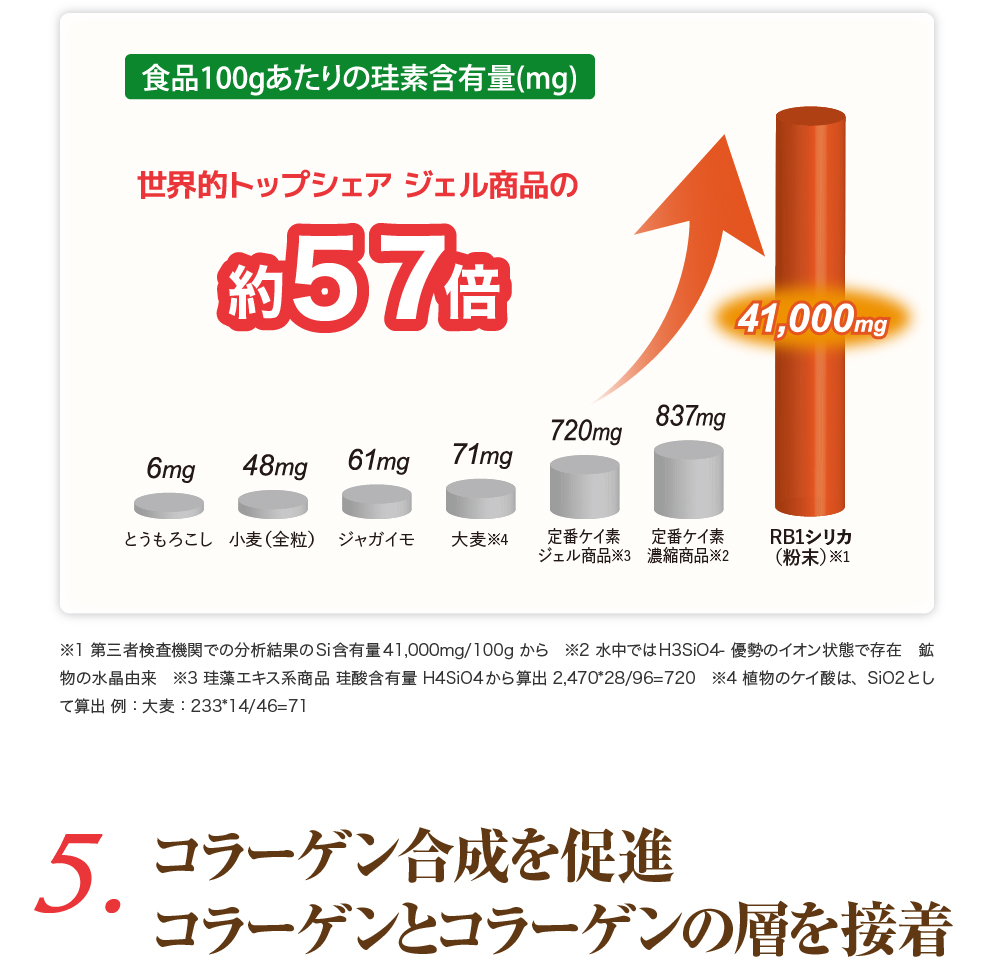 食品100gあたりの珪素含有量(mg)
世界的トップシェア ジェル商品の
約57倍
41,000mg
6mg
48mg
61mg
71mg
720mg
837mg
とうもろこし
小麦(全粒)
ジャガイモ
大麦※4
定番ケイ素
ジェル商品※3
定番ケイ素
濃縮商品※2
RB1シリカ
(粉末)※1
※1 第三者検査機関での分析結果のSi含有量41,000mg/100g から ※2 水中ではH3SiO4- 優勢のイオン状態で存在 鉱
物の水晶由来 ※3 珪藻エキス系商品 珪酸含有量 H4SiO4から算出 2,470*28/96=720 ※4 植物のケイ酸は、SiO2とし
て算出 例：大麦：233*14/46=71
5. コラーゲン合成を促進
コラーゲンとコラーゲンの層を接着